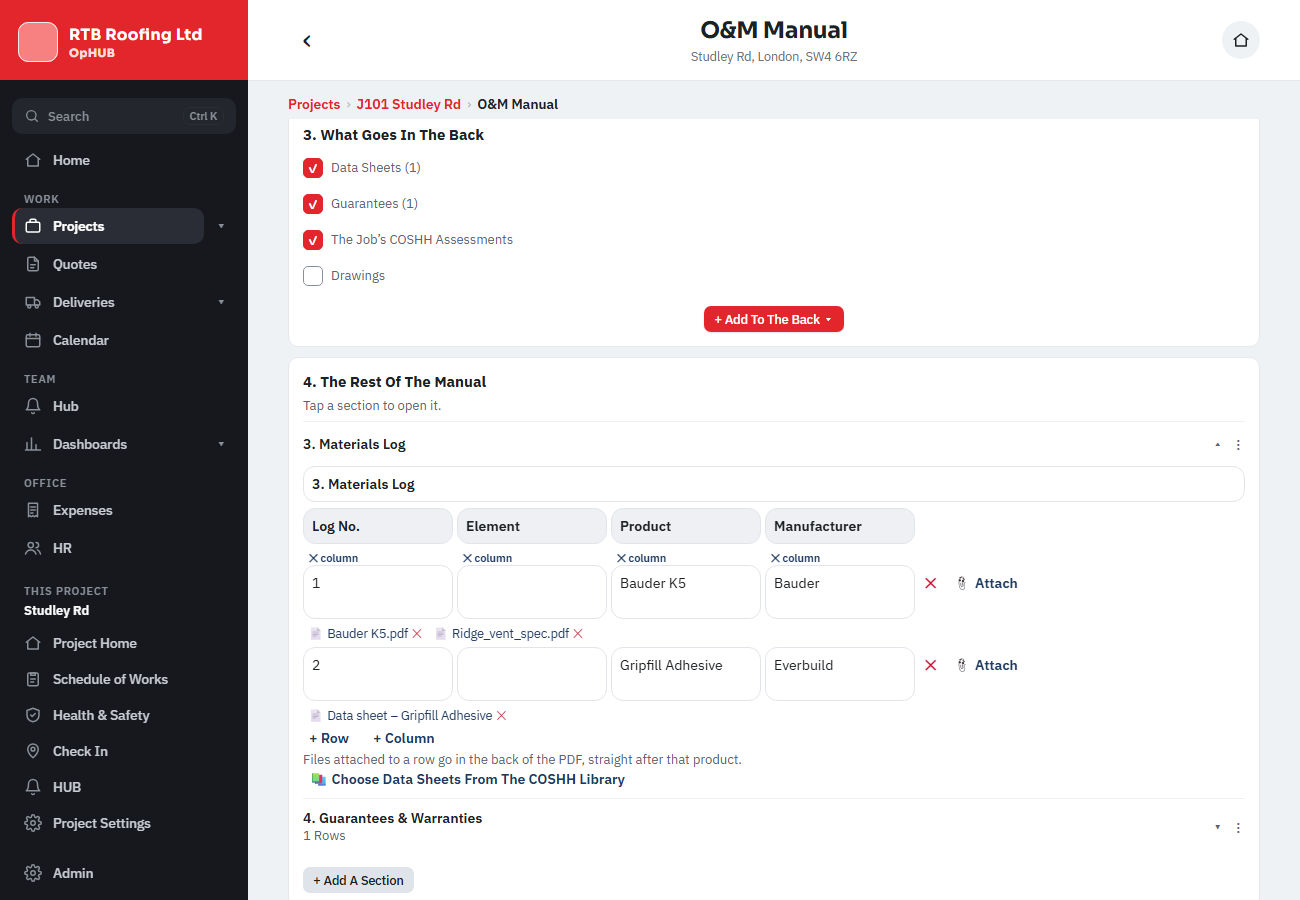 RTB Roofing Ltd
OpHUB
Search Ctrl K
Home
WORK
Projects
Quotes
Deliveries
Calendar
TEAM
Hub
Dashboards
OFFICE
Expenses
HR
THIS PROJECT
Studley Rd
Project Home
Schedule of Works
Health & Safety
Check In
HUB
Project Settings
Admin
O&M Manual
Studley Rd, London, SW4 6RZ
Projects › J101 Studley Rd › O&M Manual
3. What Goes In The Back
Data Sheets (1)
Guarantees (1)
The Job’s COSHH Assessments
Drawings
+ Add To The Back
4. The Rest Of The Manual
Tap a section to open it.
3. Materials Log
3. Materials Log
Log No. Element Product Manufacturer
column column column column
1 Bauder K5 Bauder Attach
Bauder K5.pdf Ridge_vent_spec.pdf
2 Gripfill Adhesive Everbuild Attach
Data sheet – Gripfill Adhesive
+ Row + Column
Files attached to a row go in the back of the PDF, straight after that product.
Choose Data Sheets From The COSHH Library
4. Guarantees & Warranties
1 Rows
+ Add A Section